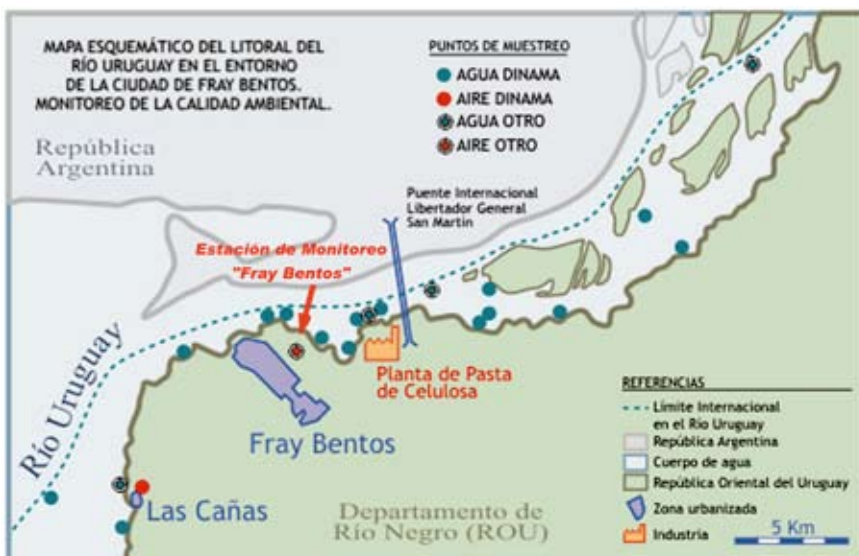 MAPA ESQUEMÁTICO DEL LITORAL DEL
RÍO URUGUAY EN EL ENTORNO
DE LA CIUDAD DE FRAY BENTOS.
MONITOREO DE LA CALIDAD AMBIENTAL.
PUNTOS DE MUESTREO
AGUA DINAMA
AIRE DINAMA
AGUA OTRO
AIRE OTRO
República
Argentina
Puente Internacional
Libertador General
San Martín
Estación de Monitoreo
"Fray Bentos"
Río Uruguay
Planta de Pasta
de Celulosa
Fray Bentos
Las Cañas
Departamento de
Río Negro (ROU)
REFERENCIAS
Límite Internacional
en el Río Uruguay
República Argentina
Cuerpo de agua
República Oriental del Uruguay
Zona urbanizada
Industria
5 Km